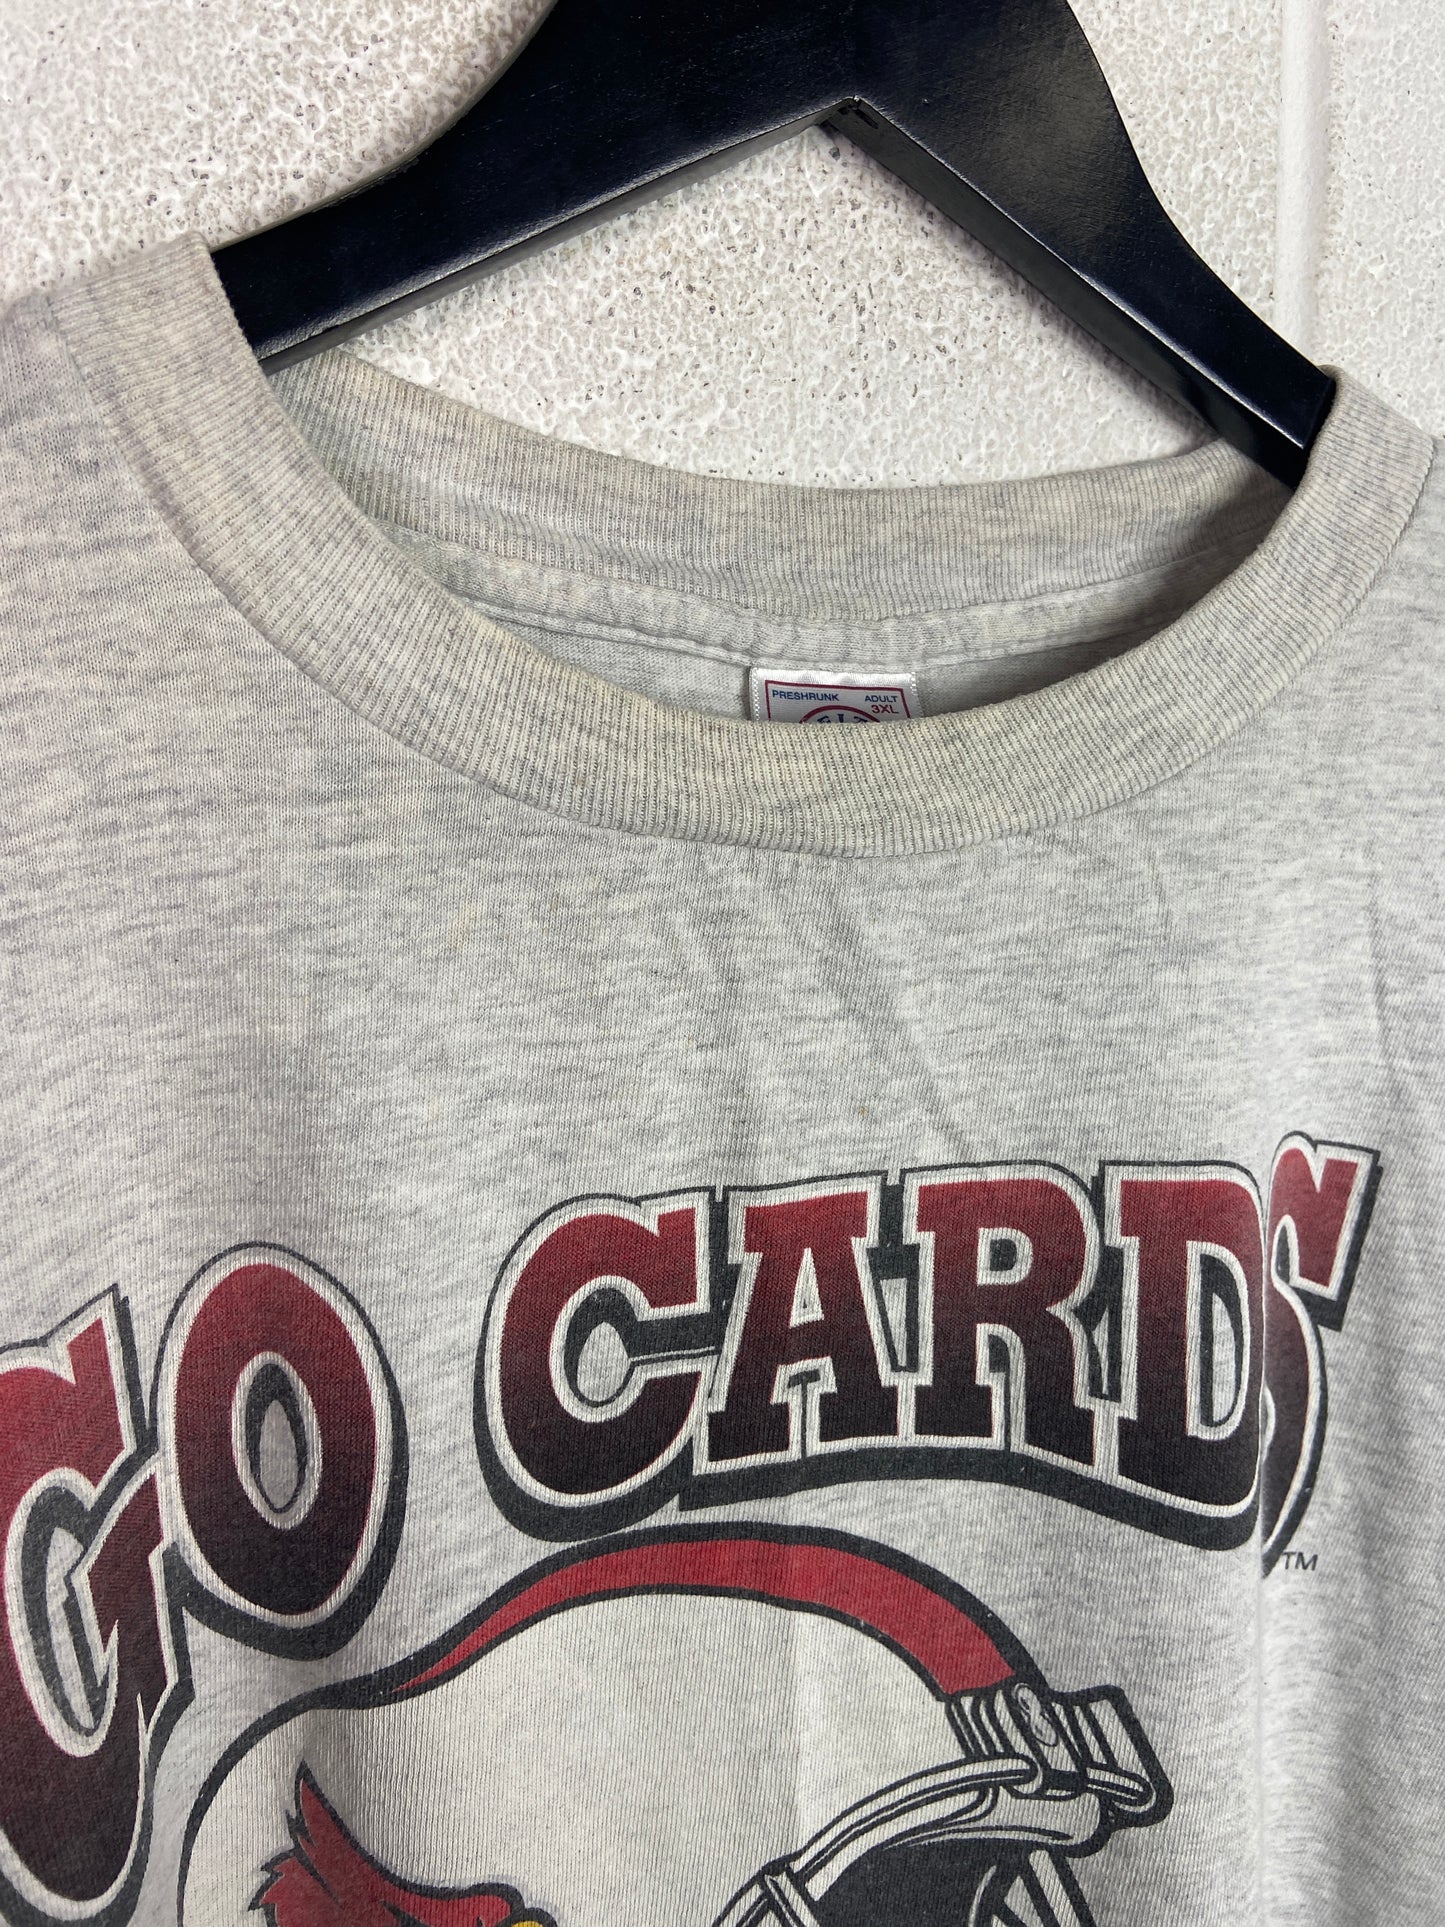 PRESHRUNK ADULT
3XL
GO CARDS
TM